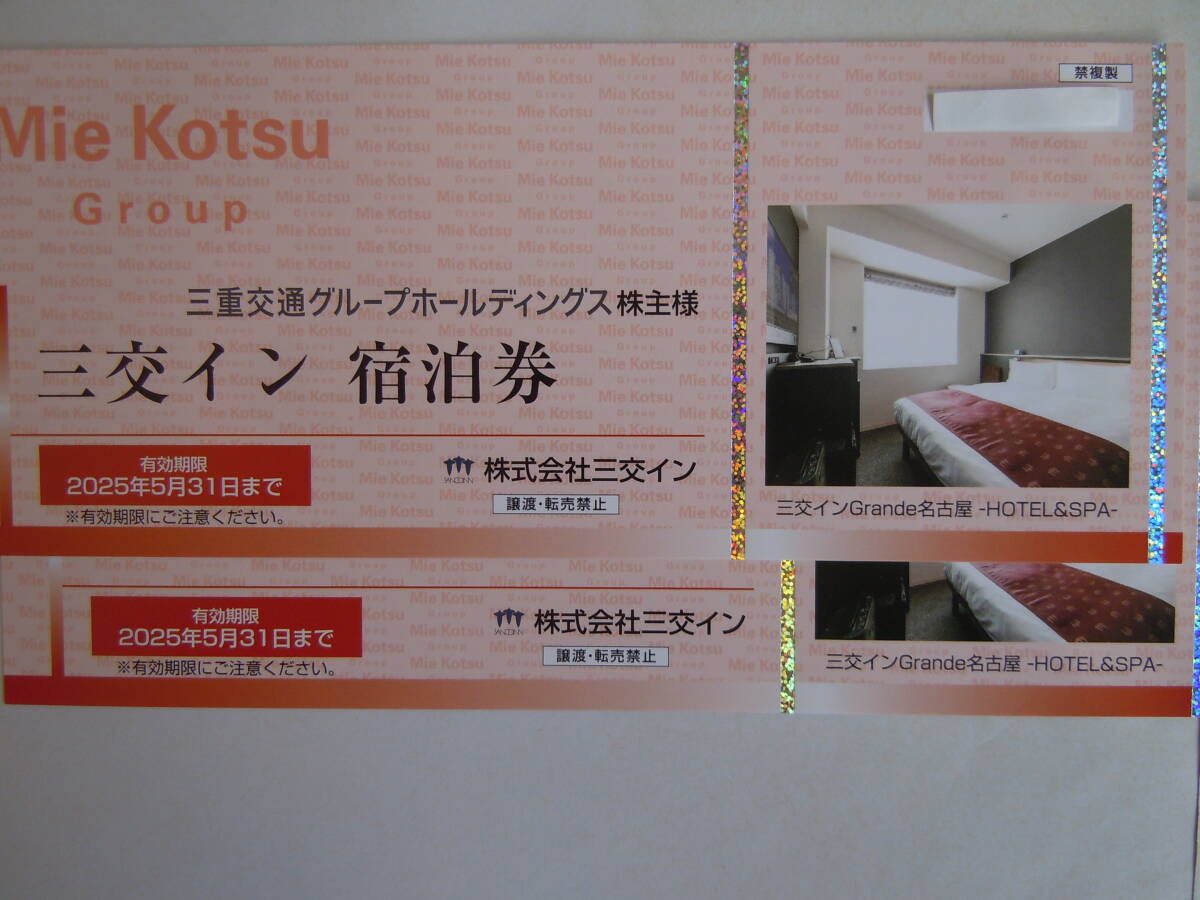 Mie Kotsu
Group
三重交通グループホールディングス株主様
三交イン 宿泊券
有効期限
2025年5月31日まで
※有効期限にご注意ください。
SANCO INN 株式会社三交イン
譲渡・転売禁止
禁複製
三交インGrande名古屋 -HOTEL&SPA-
有効期限
2025年5月31日まで
※有効期限にご注意ください。
SANCO INN 株式会社三交イン
譲渡・転売禁止
三交インGrande名古屋 -HOTEL&SPA-